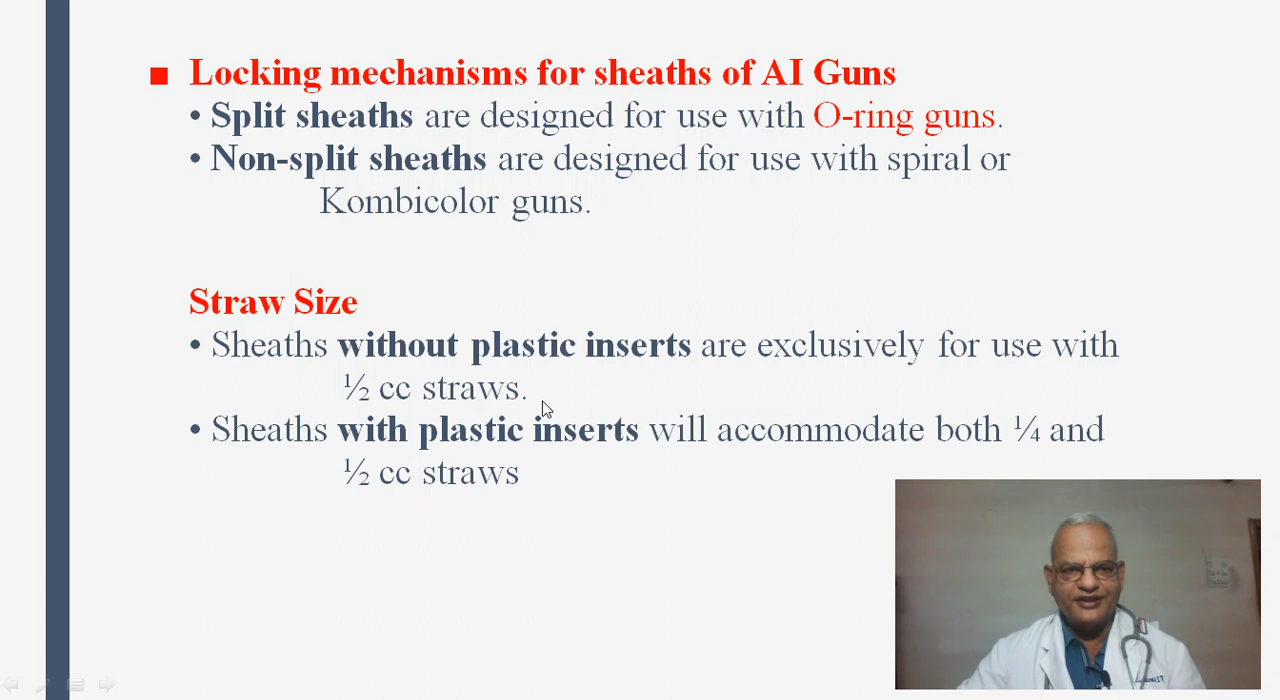 ■ Locking mechanisms for sheaths of AI Guns
• Split sheaths are designed for use with O-ring guns.
• Non-split sheaths are designed for use with spiral or
Kombicolor guns.
Straw Size
• Sheaths without plastic inserts are exclusively for use with
½ cc straws.
• Sheaths with plastic inserts will accommodate both ¼ and
½ cc straws